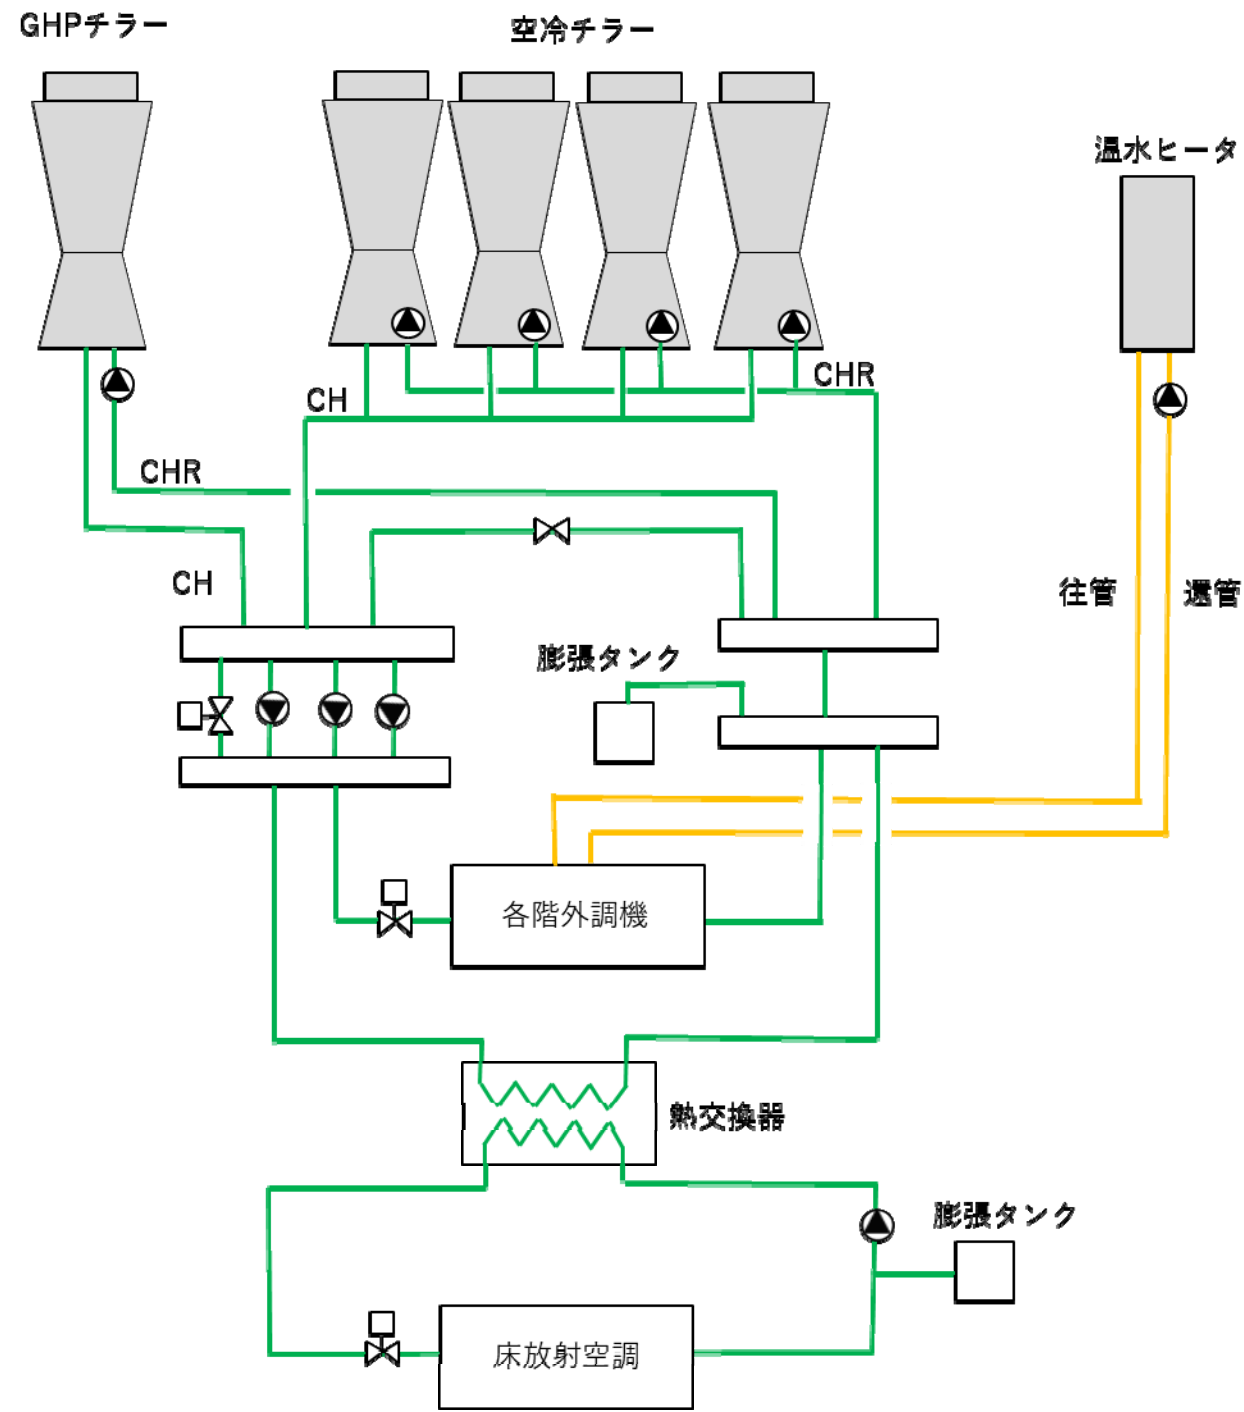 GHPチラー
空冷チラー
温水ヒータ
CH
CHR
CHR
CH
往管
還管
膨張タンク
各階外調機
熱交換器
膨張タンク
床放射空調